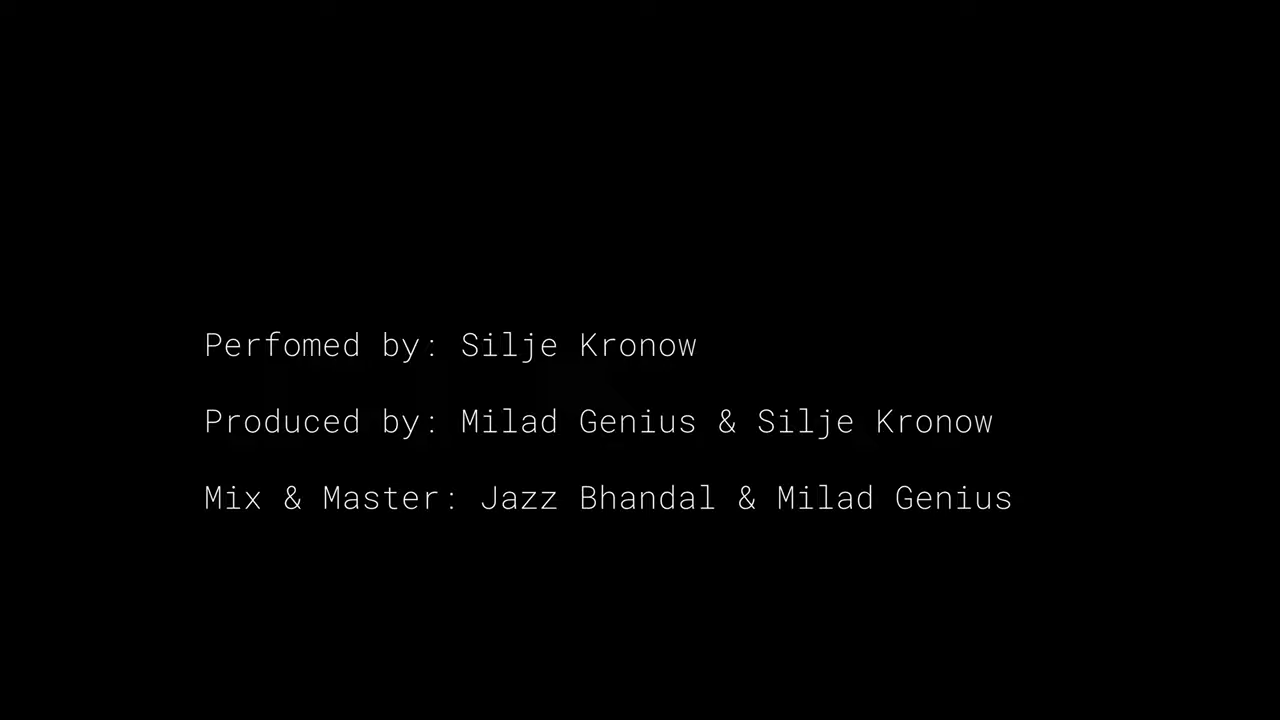 Perfomed by: Silje Kronow
Produced by: Milad Genius & Silje Kronow
Mix & Master: Jazz Bhandal & Milad Genius